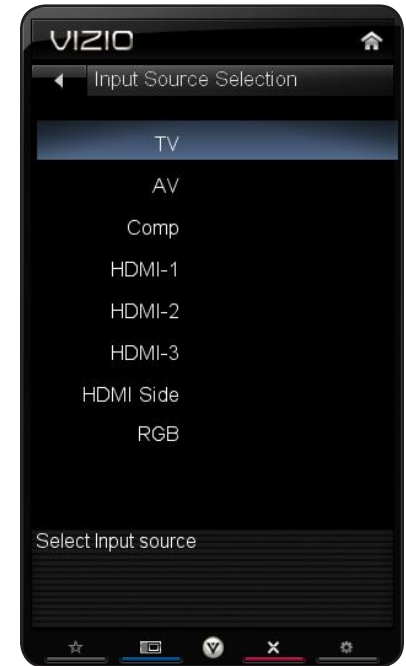 VIZIO
Input Source Selection
TV
AV
Comp
HDMI-1
HDMI-2
HDMI-3
HDMI Side
RGB
Select Input source
V